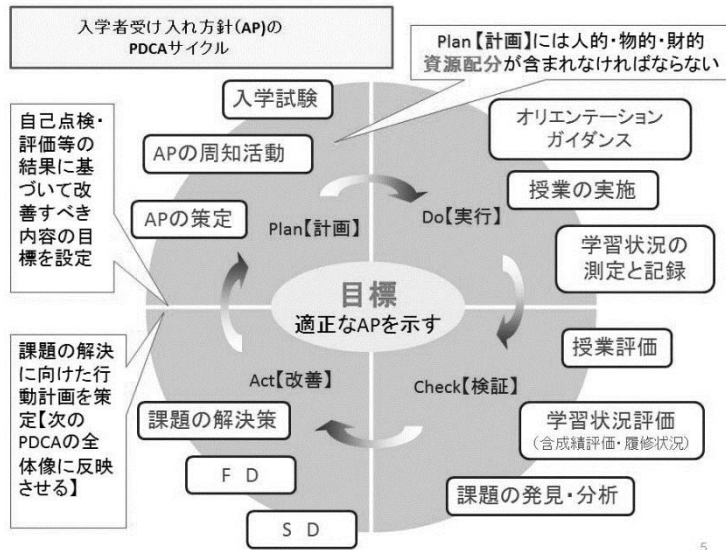 入学者受け入れ方針(AP)の
PDCAサイクル
Plan【計画】には人的・物的・財的
資源配分が含まれなければならない
自己点検・
評価等の
結果に基
づいて改
善すべき
内容の目
標を設定
入学試験
APの周知活動
APの策定
Plan【計画】
オリエンテーション
ガイダンス
授業の実施
Do【実行】
学習状況の
測定と記録
目標
適正なAPを示す
課題の解決
に向けた行
動計画を策
定【次の
PDCAの全
体像に反映
させる】
Act【改善】
課題の解決策
F D
S D
授業評価
Check【検証】
学習状況評価
(含成績評価・履修状況)
課題の発見・分析
5